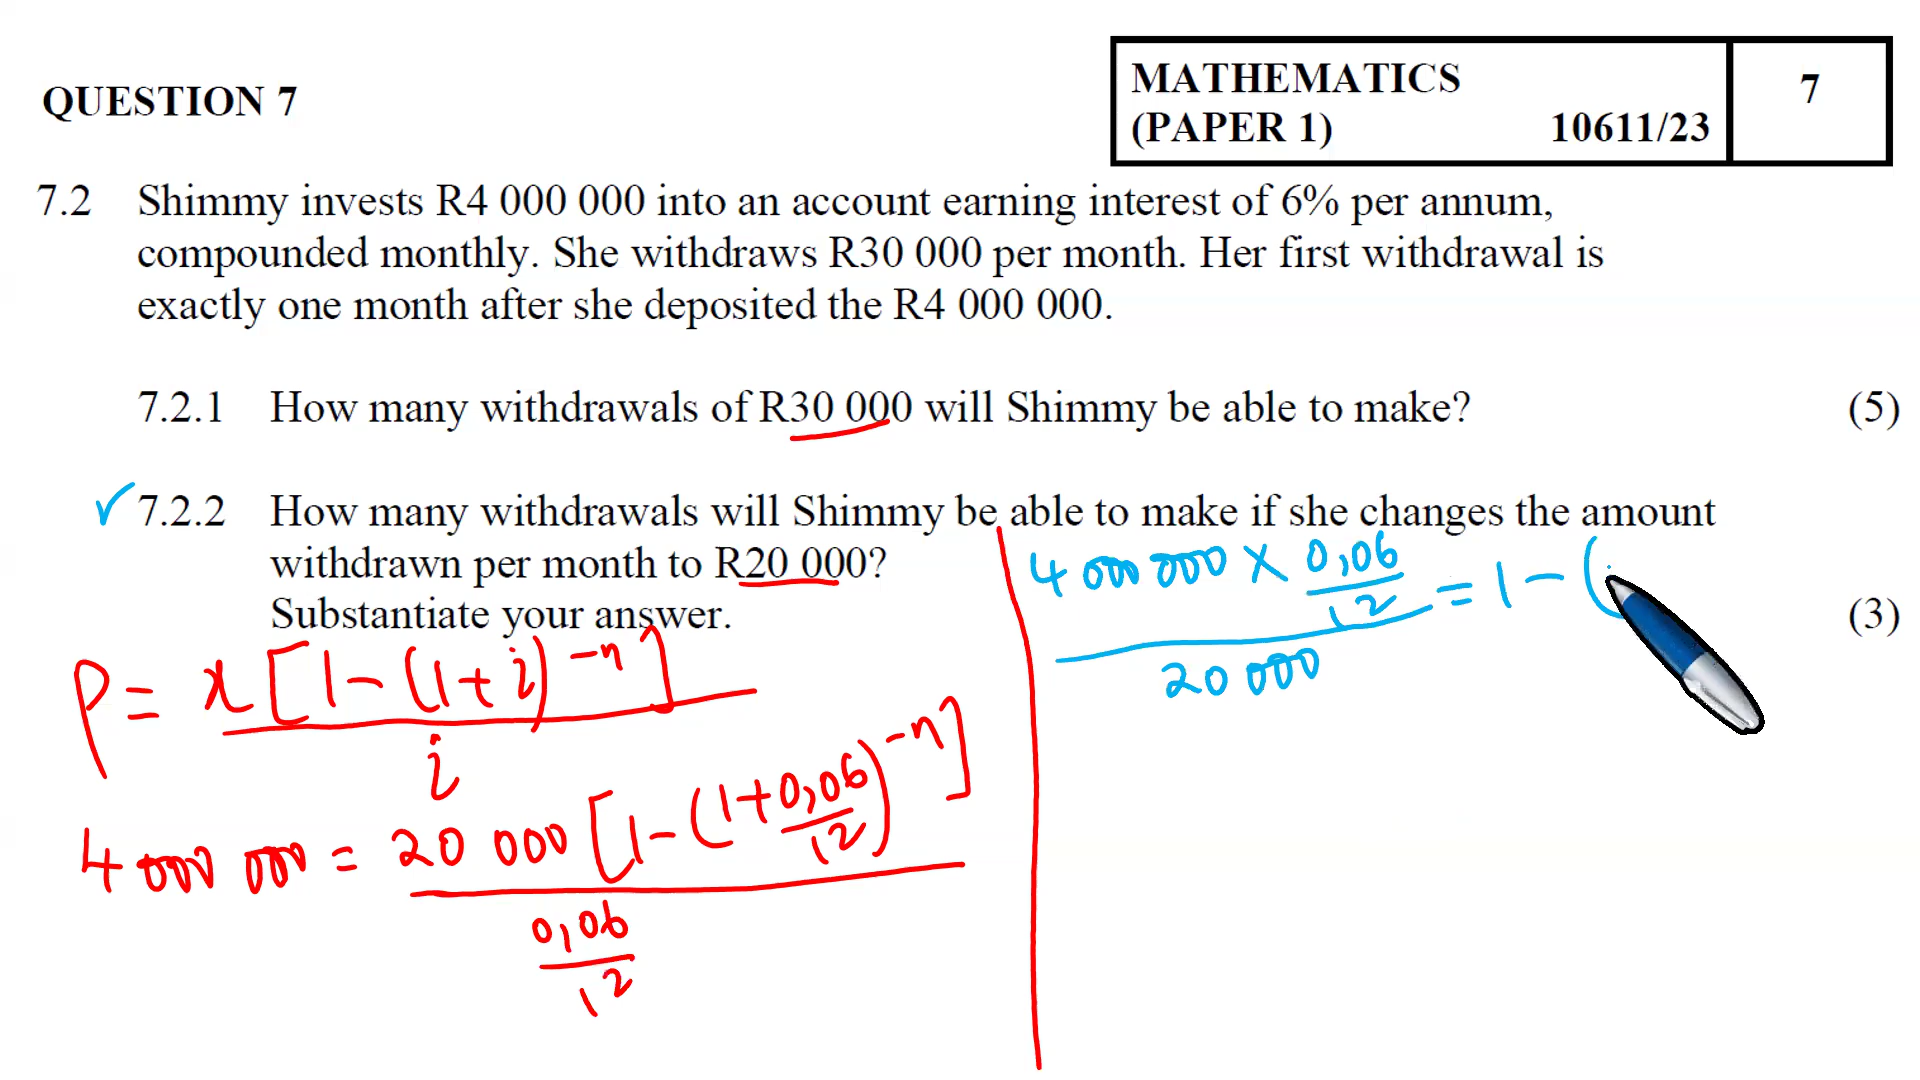 QUESTION 7
MATHEMATICS
(PAPER 1) 10611/23
7
7.2 Shimmy invests R4 000 000 into an account earning interest of 6% per annum,
compounded monthly. She withdraws R30 000 per month. Her first withdrawal is
exactly one month after she deposited the R4 000 000.
7.2.1 How many withdrawals of R30 000 will Shimmy be able to make? (5)
✓ 7.2.2 How many withdrawals will Shimmy be able to make if she changes the amount
withdrawn per month to R20 000?
Substantiate your answer. (3)
P = x[1-(1+i)^-n] / i
4 000 000 = 20 000[1-(1+0,06/12)^-n] / 0,06/12
4 000 000 × 0,06/12 / 20 000 = 1 - (